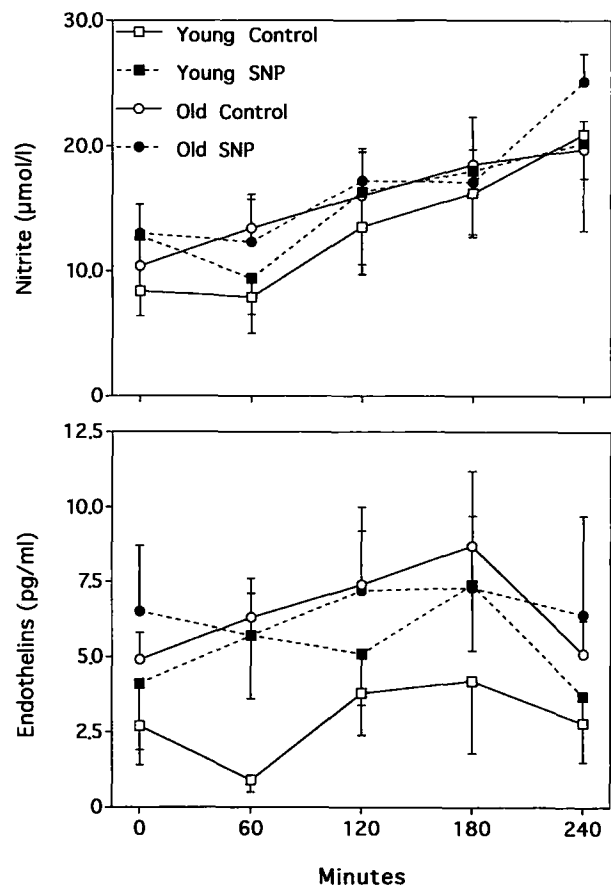 30.0
Young Control
Young SNP
Old Control
Old SNP
20.0
10.0
0
Nitrite (µmol/l)
12.5
10.0
7.5
5.0
2.5
0
Endothelins (pg/ml)
0 60 120 180 240
Minutes